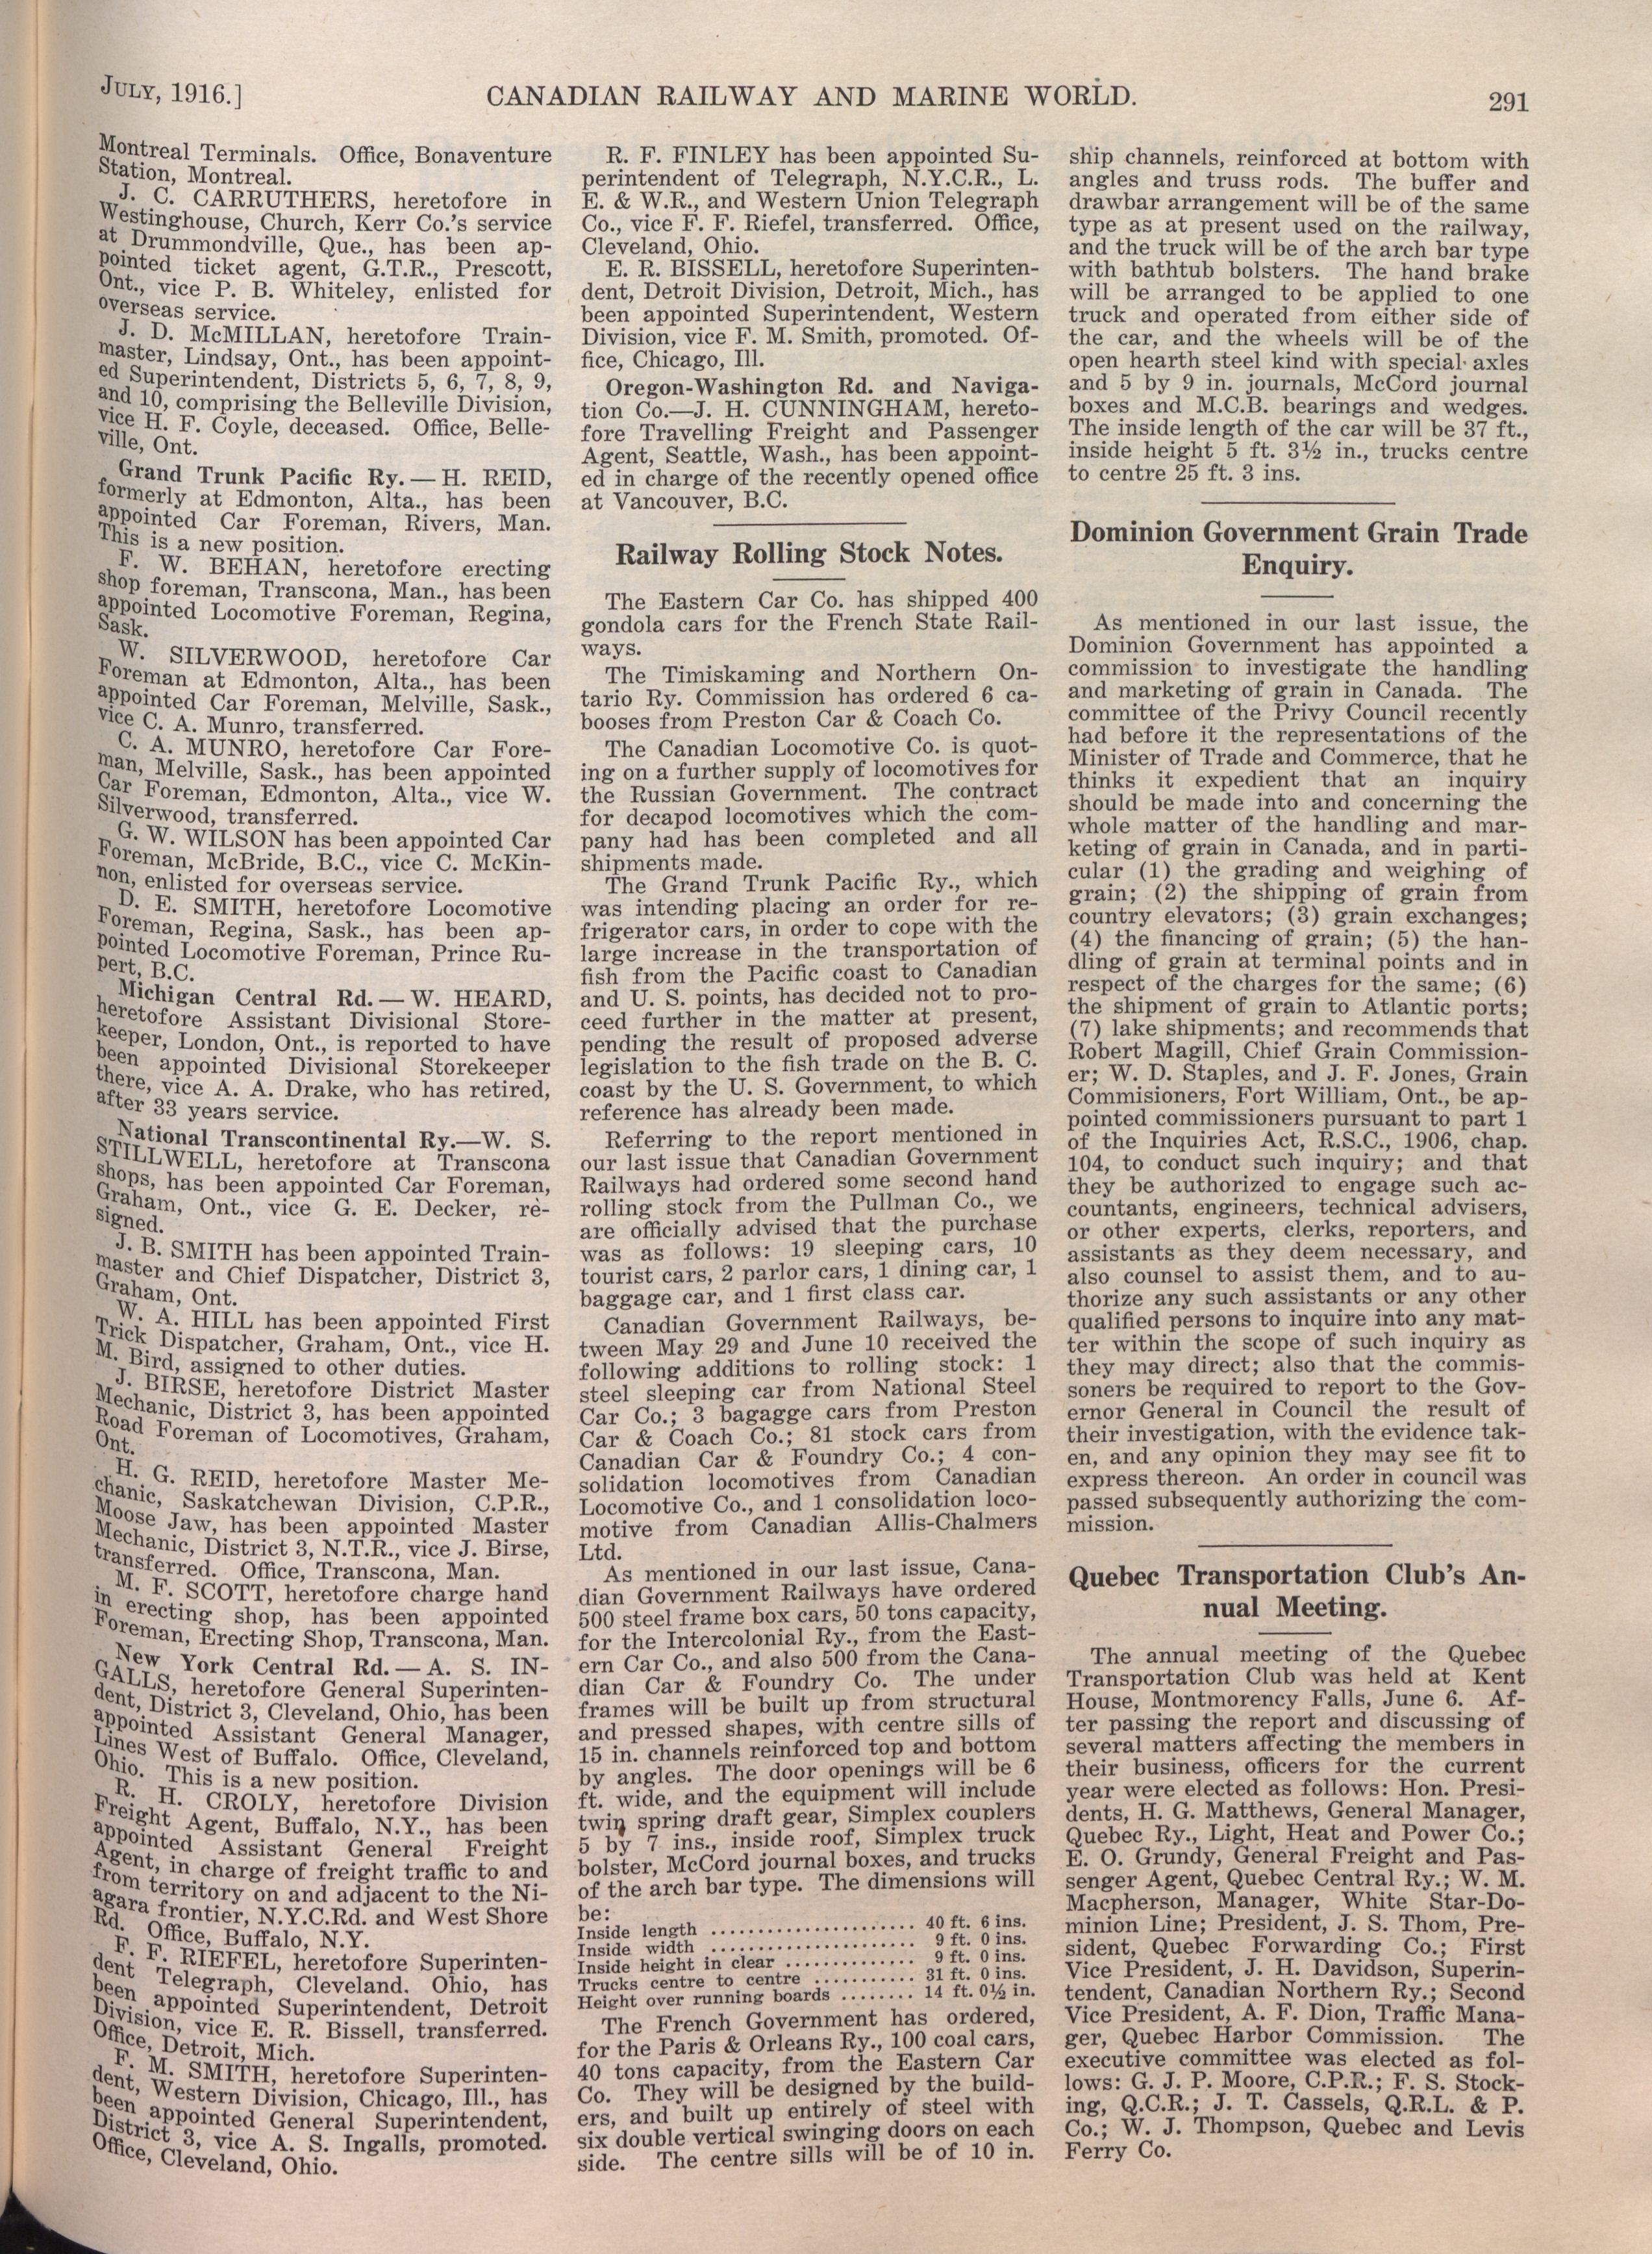 JULY, 1916.]
CANADIAN RAILWAY AND MARINE WORLD.
291
Montreal Terminals. Office, Bonaventure
Station, Montreal.
J. C. CARRUTHERS, heretofore in
Westinghouse, Church, Kerr Co.'s service
at Drummondville, Que., has been ap-
pointed ticket agent, G.T.R., Prescott,
Ont., vice P. B. Whiteley, enlisted for
overseas service.
J. D. McMILLAN, heretofore Train-
master, Lindsay, Ont., has been appoint-
ed Superintendent, Districts 5, 6, 7, 8, 9,
and 10, comprising the Belleville Division,
vice H. F. Coyle, deceased. Office, Belle-
ville, Ont.
Grand Trunk Pacific Ry.—H. REID,
formerly at Edmonton, Alta., has been
appointed Car Foreman, Rivers, Man.
This is a new position.
F. W. BEHAN, heretofore erecting
shop foreman, Transcona, Man., has been
appointed Locomotive Foreman, Regina,
Sask.
W. SILVERWOOD, heretofore Car
Foreman at Edmonton, Alta., has been
appointed Car Foreman, Melville, Sask.,
vice C. A. Munro, transferred.
C. A. MUNRO, heretofore Car Fore-
man, Melville, Sask., has been appointed
Car Foreman, Edmonton, Alta., vice W.
Silverwood, transferred.
G. W. WILSON has been appointed Car
Foreman, McBride, B.C., vice C. McKin-
non, enlisted for overseas service.
D. E. SMITH, heretofore Locomotive
Foreman, Regina, Sask., has been ap-
pointed Locomotive Foreman, Prince Ru-
pert, B.C.
Michigan Central Rd.—W. HEARD,
heretofore Assistant Divisional Store-
keeper, London, Ont., is reported to have
been appointed Divisional Storekeeper
there, vice A. A. Drake, who has retired,
after 33 years service.
National Transcontinental Ry.—W. S.
STILLWELL, heretofore at Transcona
shops, has been appointed Car Foreman,
Graham, Ont., vice G. E. Decker, re-
signed.
J. B. SMITH has been appointed Train-
master and Chief Dispatcher, District 3,
Graham, Ont.
W. A. HILL has been appointed First
Trick Dispatcher, Graham, Ont., vice H.
M. Bird, assigned to other duties.
J. BIRSE, heretofore District Master
Mechanic, District 3, has been appointed
Road Foreman of Locomotives, Graham,
Ont.
H. G. REID, heretofore Master Me-
chanic, Saskatchewan Division, C.P.R.,
Moose Jaw, has been appointed Master
Mechanic, District 3, N.T.R., vice J. Birse,
transferred. Office, Transcona, Man.
M. F. SCOTT, heretofore charge hand
in erecting shop, has been appointed
Foreman, Erecting Shop, Transcona, Man.
New York Central Rd.—A. S. IN-
GALLS, heretofore General Superinten-
dent, District 3, Cleveland, Ohio, has been
appointed Assistant General Manager,
Lines West of Buffalo. Office, Cleveland,
Ohio. This is a new position.
R. H. CROLY, heretofore Division
Freight Agent, Buffalo, N.Y., has been
appointed Assistant General Freight
Agent, in charge of freight traffic to and
from territory on and adjacent to the Ni-
agara frontier, N.Y.C.Rd. and West Shore
Rd. Office, Buffalo, N.Y.
F. F. RIEFEL, heretofore Superinten-
dent Telegraph, Cleveland. Ohio, has
been appointed Superintendent, Detroit
Division, vice E. R. Bissell, transferred.
Office, Detroit, Mich.
F. M. SMITH, heretofore Superinten-
dent, Western Division, Chicago, Ill., has
been appointed General Superintendent,
District 3, vice A. S. Ingalls, promoted.
Office, Cleveland, Ohio.
R. F. FINLEY has been appointed Su-
perintendent of Telegraph, N.Y.C.R., L.
E. & W.R., and Western Union Telegraph
Co., vice F. F. Riefel, transferred. Office,
Cleveland, Ohio.
E. R. BISSELL, heretofore Superinten-
dent, Detroit Division, Detroit, Mich., has
been appointed Superintendent, Western
Division, vice F. M. Smith, promoted. Of-
fice, Chicago, Ill.
Oregon-Washington Rd. and Naviga-
tion Co.—J. H. CUNNINGHAM, hereto-
fore Travelling Freight and Passenger
Agent, Seattle, Wash., has been appoint-
ed in charge of the recently opened office
at Vancouver, B.C.
Railway Rolling Stock Notes.
The Eastern Car Co. has shipped 400
gondola cars for the French State Rail-
ways.
The Timiskaming and Northern On-
tario Ry. Commission has ordered 6 ca-
booses from Preston Car & Coach Co.
The Canadian Locomotive Co. is quot-
ing on a further supply of locomotives for
the Russian Government. The contract
for decapod locomotives which the com-
pany had has been completed and all
shipments made.
The Grand Trunk Pacific Ry., which
was intending placing an order for re-
frigerator cars, in order to cope with the
large increase in the transportation of
fish from the Pacific coast to Canadian
and U. S. points, has decided not to pro-
ceed further in the matter at present,
pending the result of proposed adverse
legislation to the fish trade on the B. C.
coast by the U. S. Government, to which
reference has already been made.
Referring to the report mentioned in
our last issue that Canadian Government
Railways had ordered some second hand
rolling stock from the Pullman Co., we
are officially advised that the purchase
was as follows: 19 sleeping cars, 10
tourist cars, 2 parlor cars, 1 dining car, 1
baggage car, and 1 first class car.
Canadian Government Railways, be-
tween May 29 and June 10 received the
following additions to rolling stock: 1
steel sleeping car from National Steel
Car Co.; 3 bagagge cars from Preston
Car & Coach Co.; 81 stock cars from
Canadian Car & Foundry Co.; 4 con-
solidation locomotives from Canadian
Locomotive Co., and 1 consolidation loco-
motive from Canadian Allis-Chalmers
Ltd.
As mentioned in our last issue, Cana-
dian Government Railways have ordered
500 steel frame box cars, 50 tons capacity,
for the Intercolonial Ry., from the East-
ern Car Co., and also 500 from the Cana-
dian Car & Foundry Co. The under
frames will be built up from structural
and pressed shapes, with centre sills of
15 in. channels reinforced top and bottom
by angles. The door openings will be 6
ft. wide, and the equipment will include
twin spring draft gear, Simplex couplers
5 by 7 ins., inside roof, Simplex truck
bolster, McCord journal boxes, and trucks
of the arch bar type. The dimensions will
be:
Inside length ....................... 40 ft. 6 ins.
Inside width ....................... 9 ft. 0 ins.
Inside height in clear .............. 9 ft. 0 ins.
Trucks centre to centre ........... 31 ft. 0 ins.
Height over running boards ........ 14 ft. 0½ in.
The French Government has ordered,
for the Paris & Orleans Ry., 100 coal cars,
40 tons capacity, from the Eastern Car
Co. They will be designed by the build-
ers, and built up entirely of steel with
six double vertical swinging doors on each
side. The centre sills will be of 10 in.
ship channels, reinforced at bottom with
angles and truss rods. The buffer and
drawbar arrangement will be of the same
type as at present used on the railway,
and the truck will be of the arch bar type
with bathtub bolsters. The hand brake
will be arranged to be applied to one
truck and operated from either side of
the car, and the wheels will be of the
open hearth steel kind with special axles
and 5 by 9 in. journals, McCord journal
boxes and M.C.B. bearings and wedges.
The inside length of the car will be 37 ft.,
inside height 5 ft. 3½ in., trucks centre
to centre 25 ft. 3 ins.
Dominion Government Grain Trade
Enquiry.
As mentioned in our last issue, the
Dominion Government has appointed a
commission to investigate the handling
and marketing of grain in Canada. The
committee of the Privy Council recently
had before it the representations of the
Minister of Trade and Commerce, that he
thinks it expedient that an inquiry
should be made into and concerning the
whole matter of the handling and mar-
keting of grain in Canada, and in parti-
cular (1) the grading and weighing of
grain; (2) the shipping of grain from
country elevators; (3) grain exchanges;
(4) the financing of grain; (5) the han-
dling of grain at terminal points and in
respect of the charges for the same; (6)
the shipment of grain to Atlantic ports;
(7) lake shipments; and recommends that
Robert Magill, Chief Grain Commission-
er; W. D. Staples, and J. F. Jones, Grain
Commisioners, Fort William, Ont., be ap-
pointed commissioners pursuant to part 1
of the Inquiries Act, R.S.C., 1906, chap.
104, to conduct such inquiry; and that
they be authorized to engage such ac-
countants, engineers, technical advisers,
or other experts, clerks, reporters, and
assistants as they deem necessary, and
also counsel to assist them, and to au-
thorize any such assistants or any other
qualified persons to inquire into any mat-
ter within the scope of such inquiry as
they may direct; also that the commis-
soners be required to report to the Gov-
ernor General in Council the result of
their investigation, with the evidence tak-
en, and any opinion they may see fit to
express thereon. An order in council was
passed subsequently authorizing the com-
mission.
Quebec Transportation Club's An-
nual Meeting.
The annual meeting of the Quebec
Transportation Club was held at Kent
House, Montmorency Falls, June 6. Af-
ter passing the report and discussing of
several matters affecting the members in
their business, officers for the current
year were elected as follows: Hon. Presi-
dents, H. G. Matthews, General Manager,
Quebec Ry., Light, Heat and Power Co.;
E. O. Grundy, General Freight and Pas-
senger Agent, Quebec Central Ry.; W. M.
Macpherson, Manager, White Star-Do-
minion Line; President, J. S. Thom, Pre-
sident, Quebec Forwarding Co.; First
Vice President, J. H. Davidson, Superin-
tendent, Canadian Northern Ry.; Second
Vice President, A. F. Dion, Traffic Mana-
ger, Quebec Harbor Commission. The
executive committee was elected as fol-
lows: G. J. P. Moore, C.P.R.; F. S. Stock-
ing, Q.C.R.; J. T. Cassels, Q.R.L. & P.
Co.; W. J. Thompson, Quebec and Levis
Ferry Co.